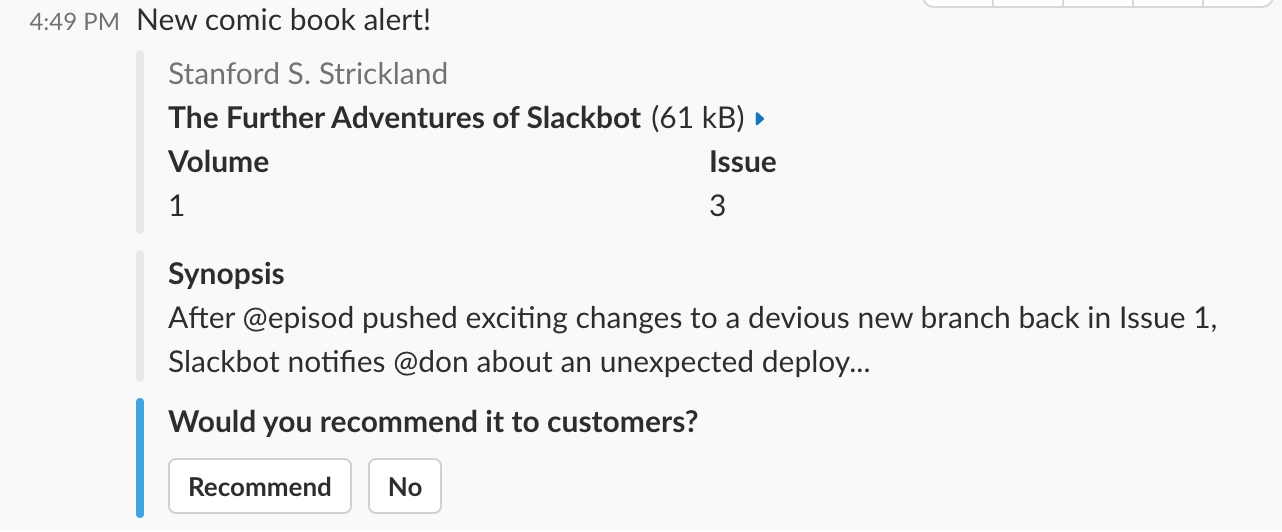 4:49 PM New comic book alert!
Stanford S. Strickland
The Further Adventures of Slackbot (61 kB)
Volume Issue
1 3
Synopsis
After @episod pushed exciting changes to a devious new branch back in Issue 1,
Slackbot notifies @don about an unexpected deploy...
Would you recommend it to customers?
Recommend No